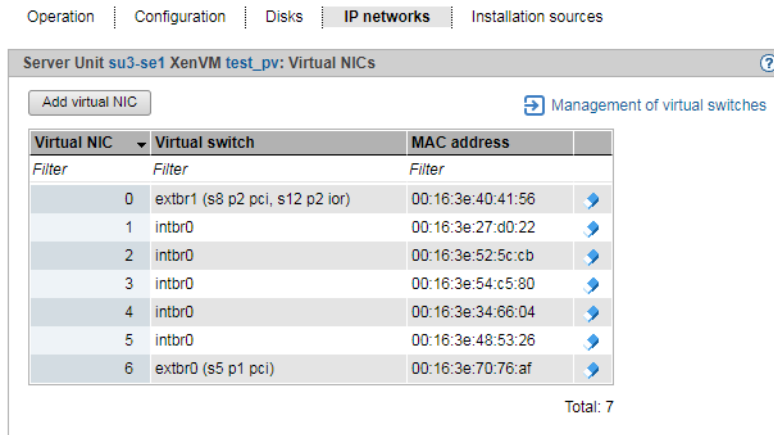 Operation Configuration Disks IP networks Installation sources
Server Unit su3-se1 XenVM test_pv: Virtual NICs ?
Add virtual NIC Management of virtual switches
Virtual NIC Virtual switch MAC address
Filter Filter Filter
0 extbr1 (s8 p2 pci, s12 p2 ior) 00:16:3e:40:41:56
1 intbr0 00:16:3e:27:d0:22
2 intbr0 00:16:3e:52:5c:cb
3 intbr0 00:16:3e:54:c5:80
4 intbr0 00:16:3e:34:66:04
5 intbr0 00:16:3e:48:53:26
6 extbr0 (s5 p1 pci) 00:16:3e:70:76:af
Total: 7